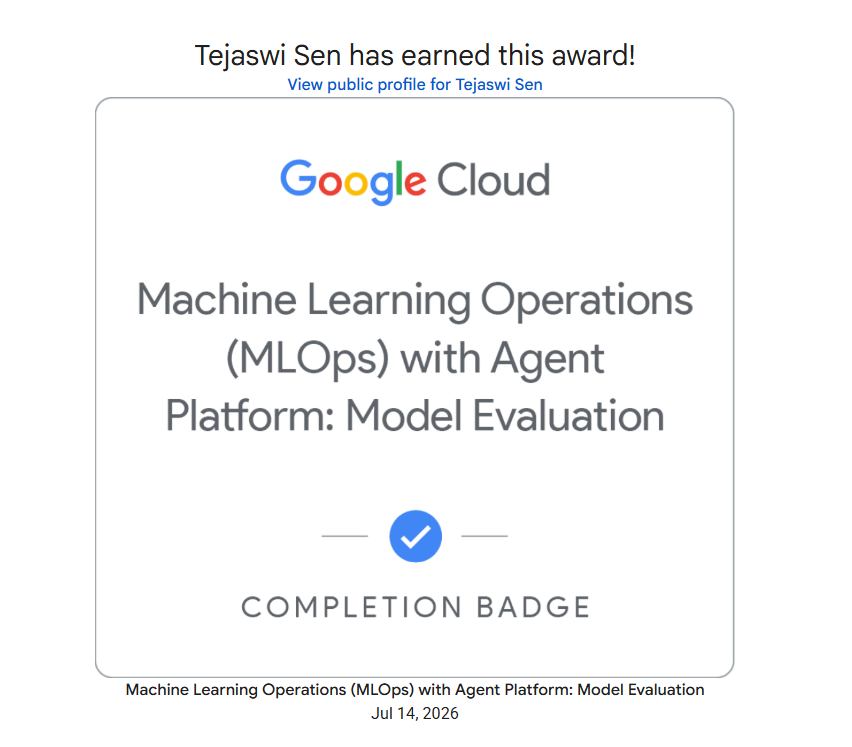 Tejaswi Sen has earned this award!
View public profile for Tejaswi Sen
Google Cloud
Machine Learning Operations
(MLOps) with Agent
Platform: Model Evaluation
COMPLETION BADGE
Machine Learning Operations (MLOps) with Agent Platform: Model Evaluation
Jul 14, 2026